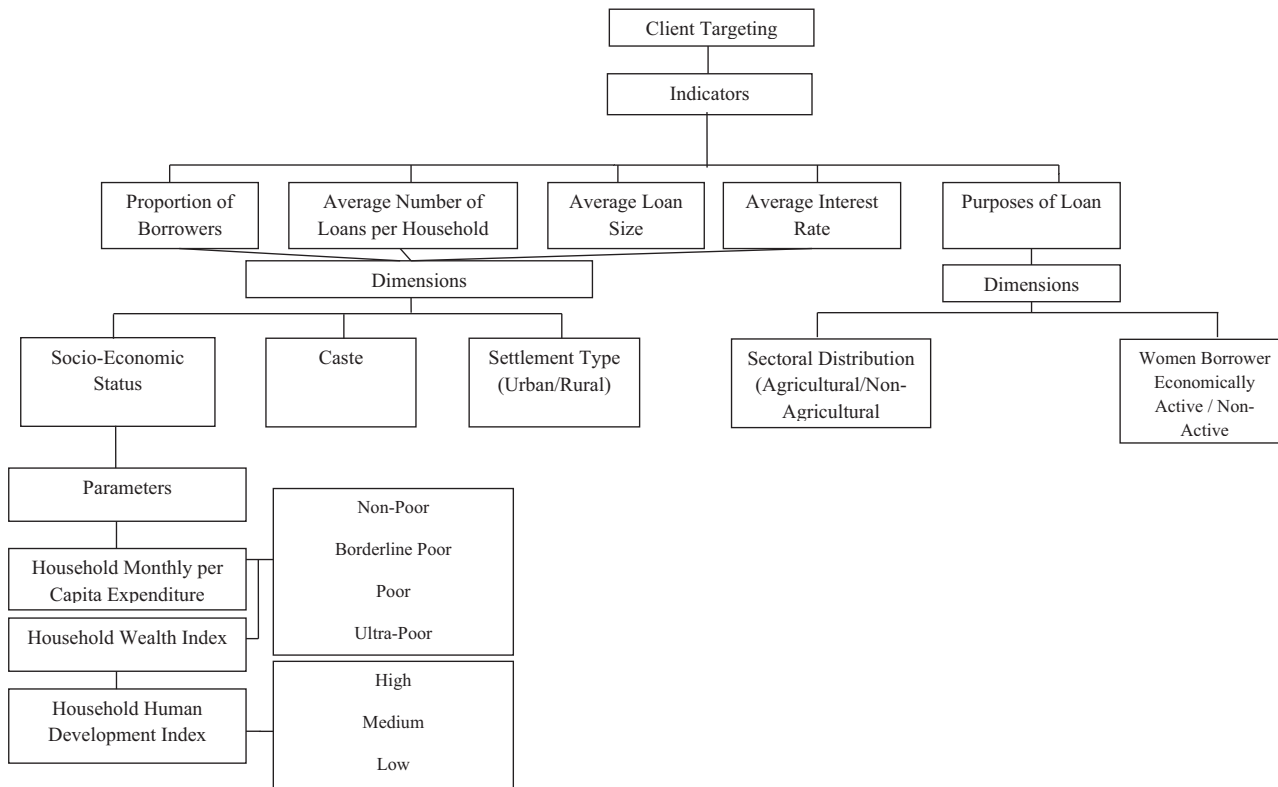 Client Targeting
Indicators
Proportion of
Borrowers
Average Number of
Loans per Household
Average Loan
Size
Average Interest
Rate
Purposes of Loan
Dimensions
Dimensions
Socio-Economic
Status
Caste
Settlement Type
(Urban/Rural)
Sectoral Distribution
(Agricultural/Non-
Agricultural
Women Borrower
Economically
Active / Non-
Active
Parameters
Household Monthly per
Capita Expenditure
Household Wealth Index
Household Human
Development Index
Non-Poor
Borderline Poor
Poor
Ultra-Poor
High
Medium
Low